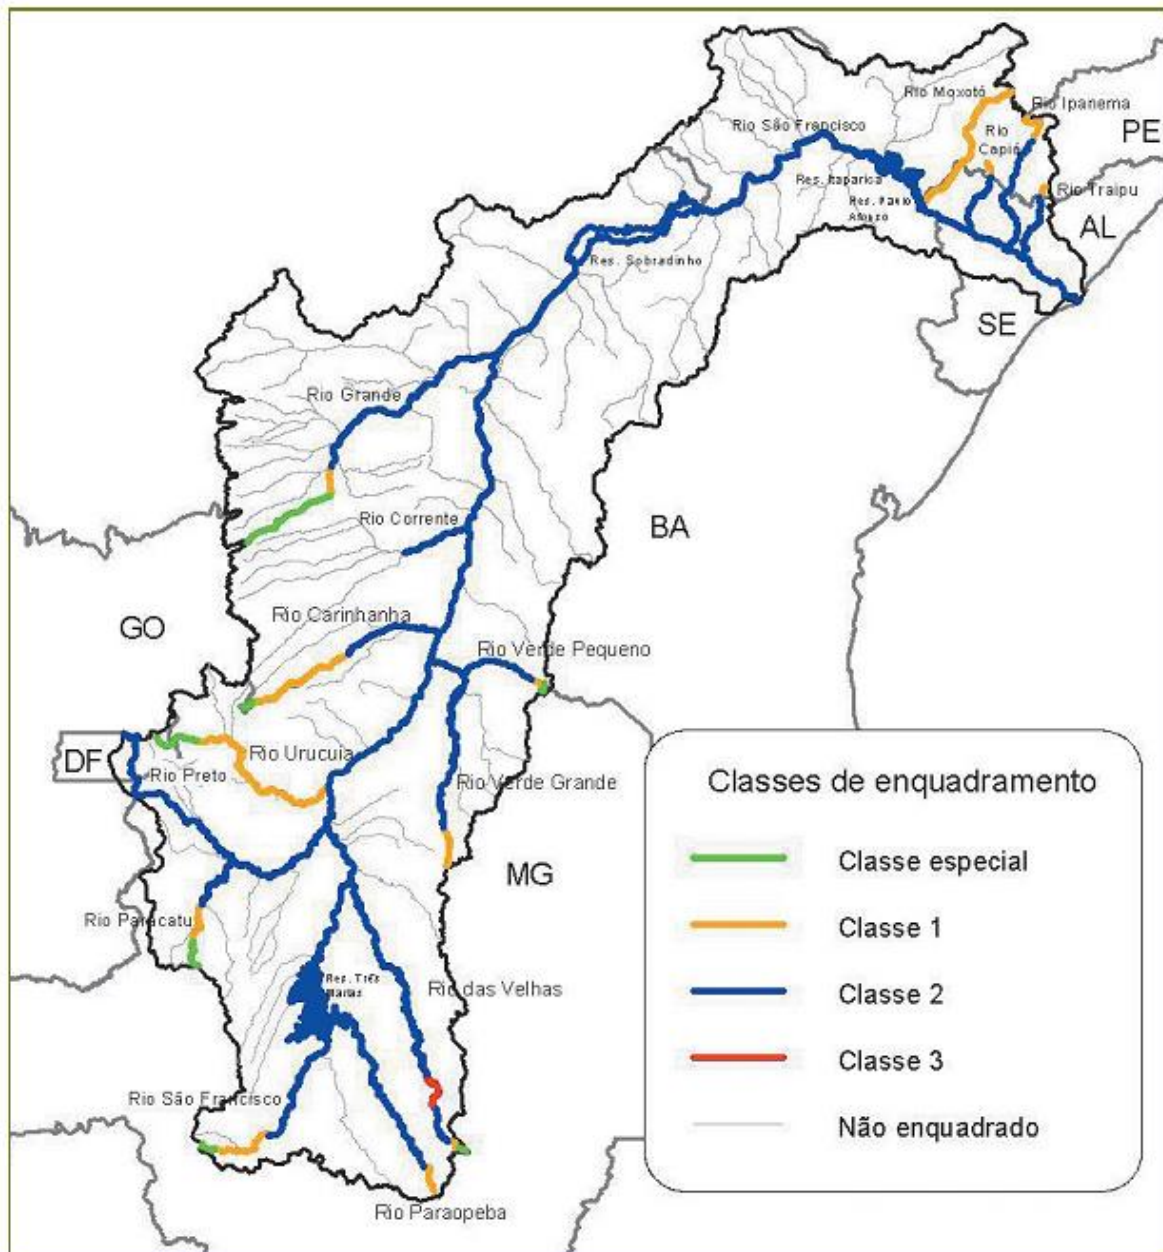 Rio Moxotó
Rio Ipanema
Rio São Francisco
Rio
Capiá
PE
Res. Itaparica
Res. Paulo
Afonso
Rio Traipu
AL
Res. Sobradinho
SE
Rio Grande
Rio Corrente
BA
Rio Carinhanha
GO
Rio Verde Pequeno
DF
Rio Urucuia
Rio Preto
Rio Verde Grande
MG
Rio Paracatu
Res. Três
Marias
Rio das Velhas
Rio São Francisco
Rio Paraopeba
Classes de enquadramento
Classe especial
Classe 1
Classe 2
Classe 3
Não enquadrado